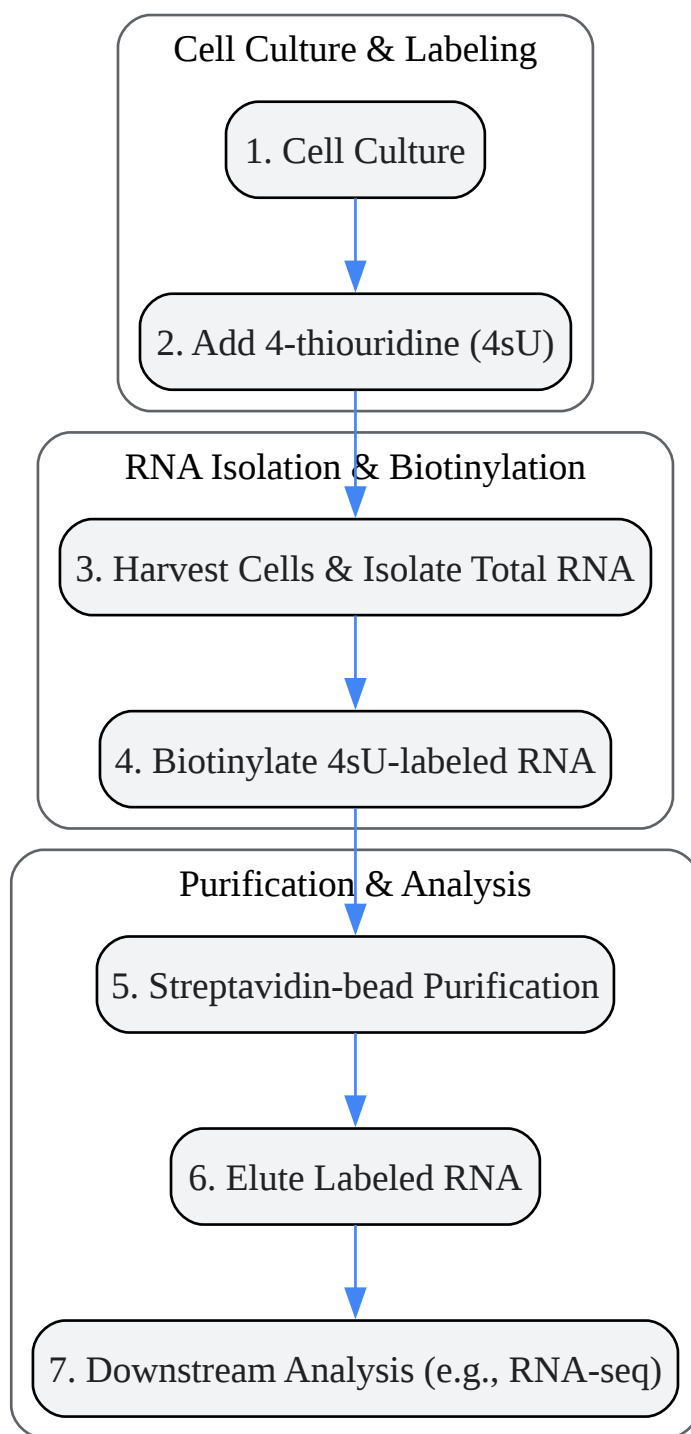 Cell Culture & Labeling
1. Cell Culture
2. Add 4-thiouridine (4sU)
RNA Isolation & Biotinylation
3. Harvest Cells & Isolate Total RNA
4. Biotinylate 4sU-labeled RNA
Purification & Analysis
5. Streptavidin-bead Purification
6. Elute Labeled RNA
7. Downstream Analysis (e.g., RNA-seq)